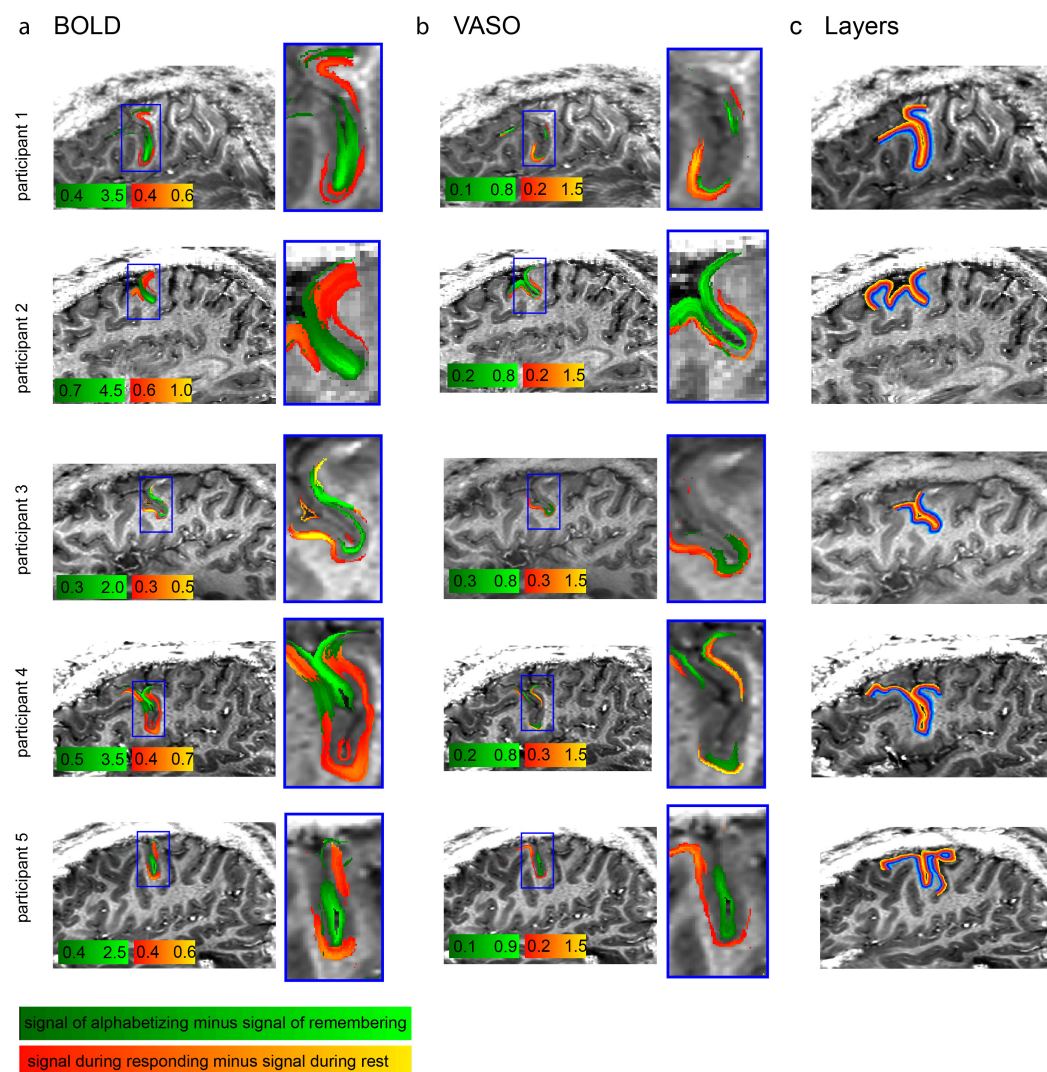 a BOLD b VASO c Layers
participant 1
0.4 3.5 0.4 0.6 0.1 0.8 0.2 1.5
participant 2
0.7 4.5 0.6 1.0 0.2 0.8 0.2 1.5
participant 3
0.3 2.0 0.3 0.5 0.3 0.8 0.3 1.5
participant 4
0.5 3.5 0.4 0.7 0.2 0.8 0.3 1.5
participant 5
0.4 2.5 0.4 0.6 0.1 0.9 0.2 1.5
signal of alphabetizing minus signal of remembering
signal during responding minus signal during rest